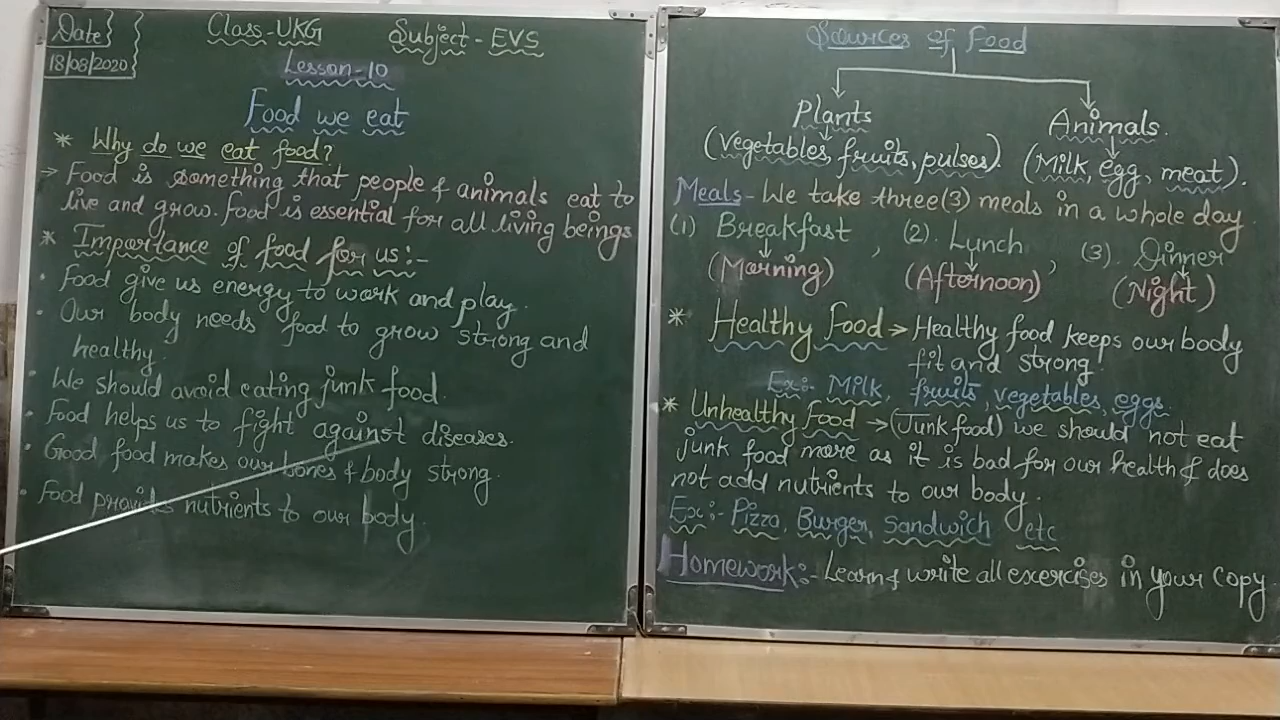 Date
18/08/2020
Class-UKG
Subject - EVS
Lesson-10
Food we eat
* Why do we eat food?
→ Food is something that people & animals eat to
live and grow. Food is essential for all living beings
* Importance of food for us:-
• Food give us energy to work and play.
• Our body needs food to grow strong and
healthy.
• We should avoid eating junk food.
• Food helps us to fight against diseases.
• Good food makes our bones & body strong.
• Food provides nutrients to our body.
Sources of Food
Plants
(Vegetables, fruits, pulses).
Animals.
(Milk, egg, meat).
Meals - We take three(3) meals in a whole day.
(1) Breakfast, (2). Lunch, (3). Dinner
(Morning) (Afternoon) (Night)
* Healthy Food → Healthy food keeps our body
fit and strong.
Ex:- Milk, fruits, vegetables, eggs.
* Unhealthy Food → (Junk food) we should not eat
junk food more as it is bad for our health & does
not add nutrients to our body.
Ex:- Pizza, Burger, Sandwich etc
Homework:- Learn & write all excercises in your copy.